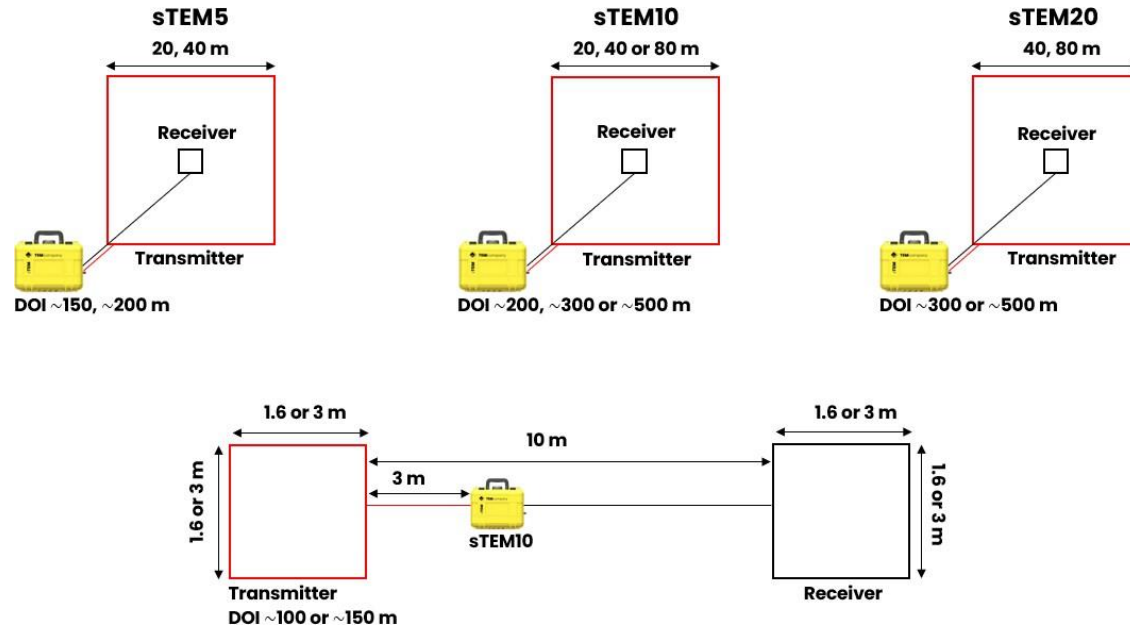 sTEM5
20, 40 m
Receiver
Transmitter
DOI ~150, ~200 m
sTEM10
20, 40 or 80 m
Receiver
Transmitter
DOI ~200, ~300 or ~500 m
sTEM20
40, 80 m
Receiver
Transmitter
DOI ~300 or ~500 m
1.6 or 3 m
1.6 or 3 m
10 m
3 m
sTEM10
Transmitter
DOI ~100 or ~150 m
1.6 or 3 m
1.6 or 3 m
Receiver